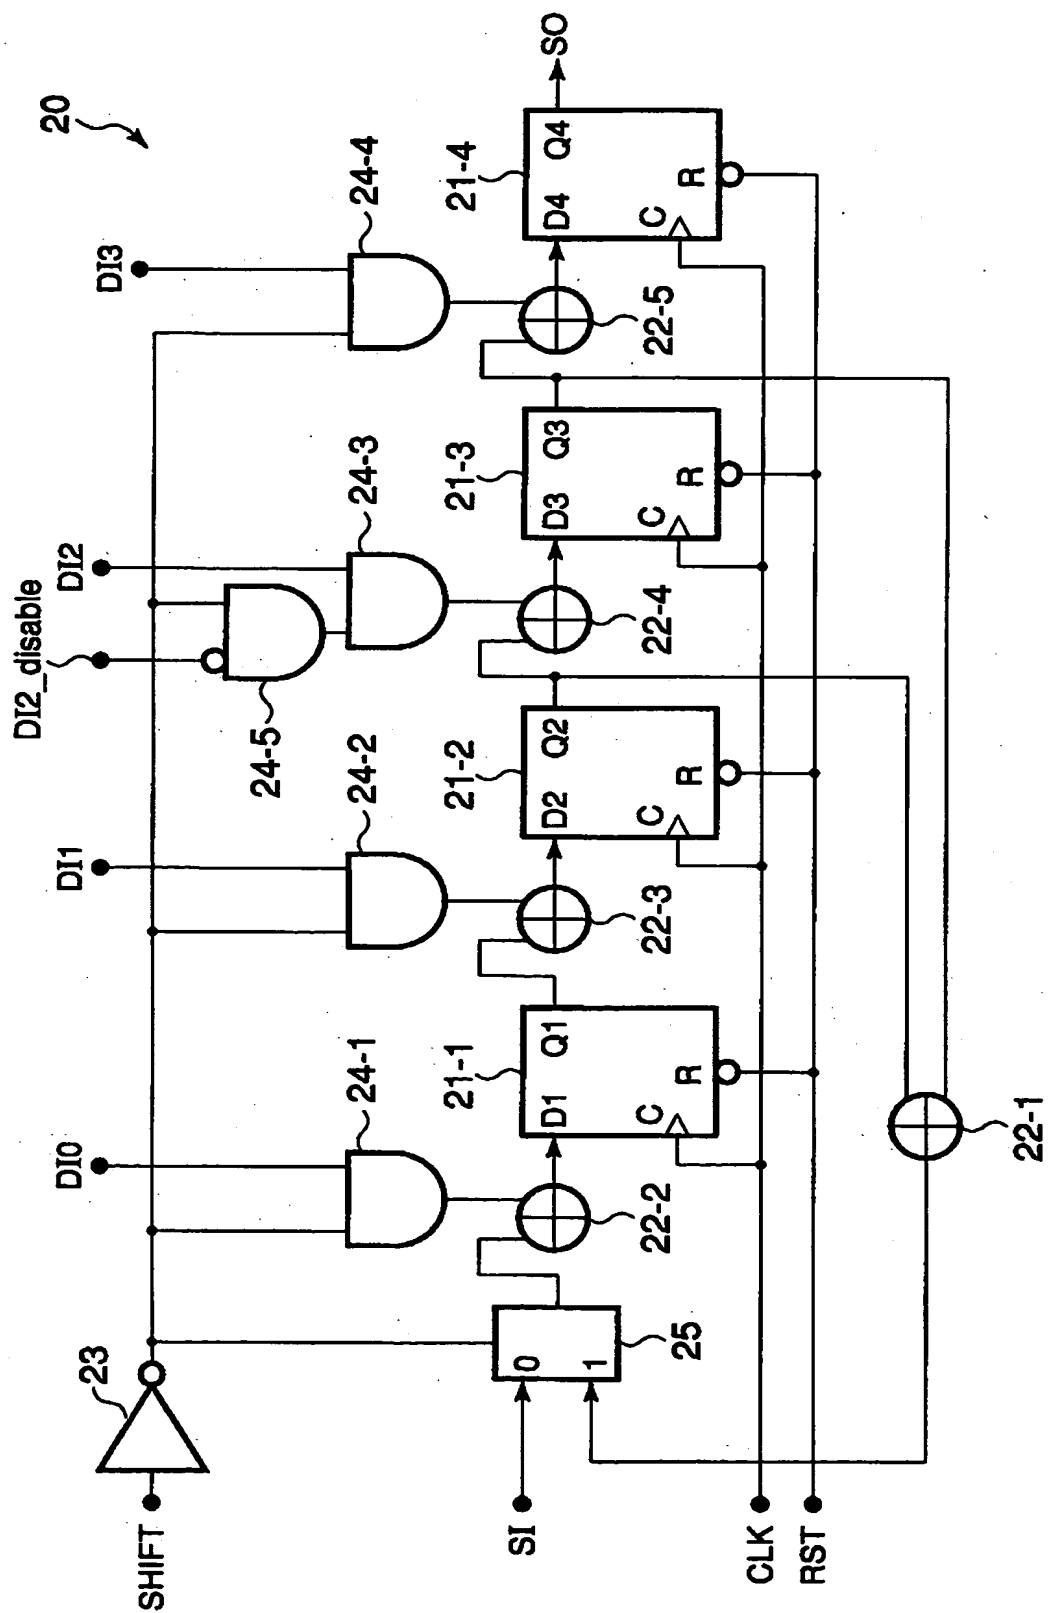 20
SHIFT
23
DI0
24-1
DI1
24-2
DI2_disable
24-5
DI2
24-3
DI3
24-4
SI
0
1
25
22-2
D1
Q1
C
R
21-1
22-3
D2
Q2
C
R
21-2
22-4
D3
Q3
C
R
21-3
22-5
D4
Q4
C
R
21-4
SO
CLK
RST
22-1